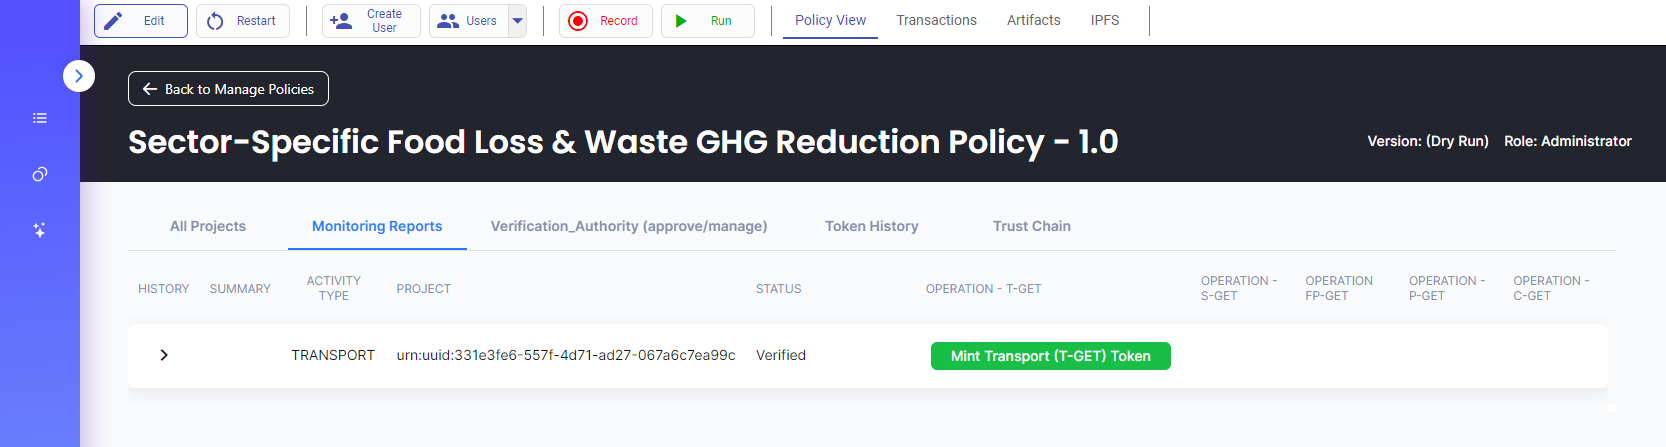 Edit
Restart
Create
User
Users
Record
Run
Policy View
Transactions
Artifacts
IPFS
Back to Manage Policies
Sector-Specific Food Loss & Waste GHG Reduction Policy - 1.0
Version: (Dry Run)
Role: Administrator
All Projects
Monitoring Reports
Verification_Authority (approve/manage)
Token History
Trust Chain
HISTORY
SUMMARY
ACTIVITY
TYPE
PROJECT
STATUS
OPERATION - T-GET
OPERATION -
S-GET
OPERATION
FP-GET
OPERATION -
P-GET
OPERATION -
C-GET
TRANSPORT
urn:uuid:331e3fe6-557f-4d71-ad27-067a6c7ea99c
Verified
Mint Transport (T-GET) Token